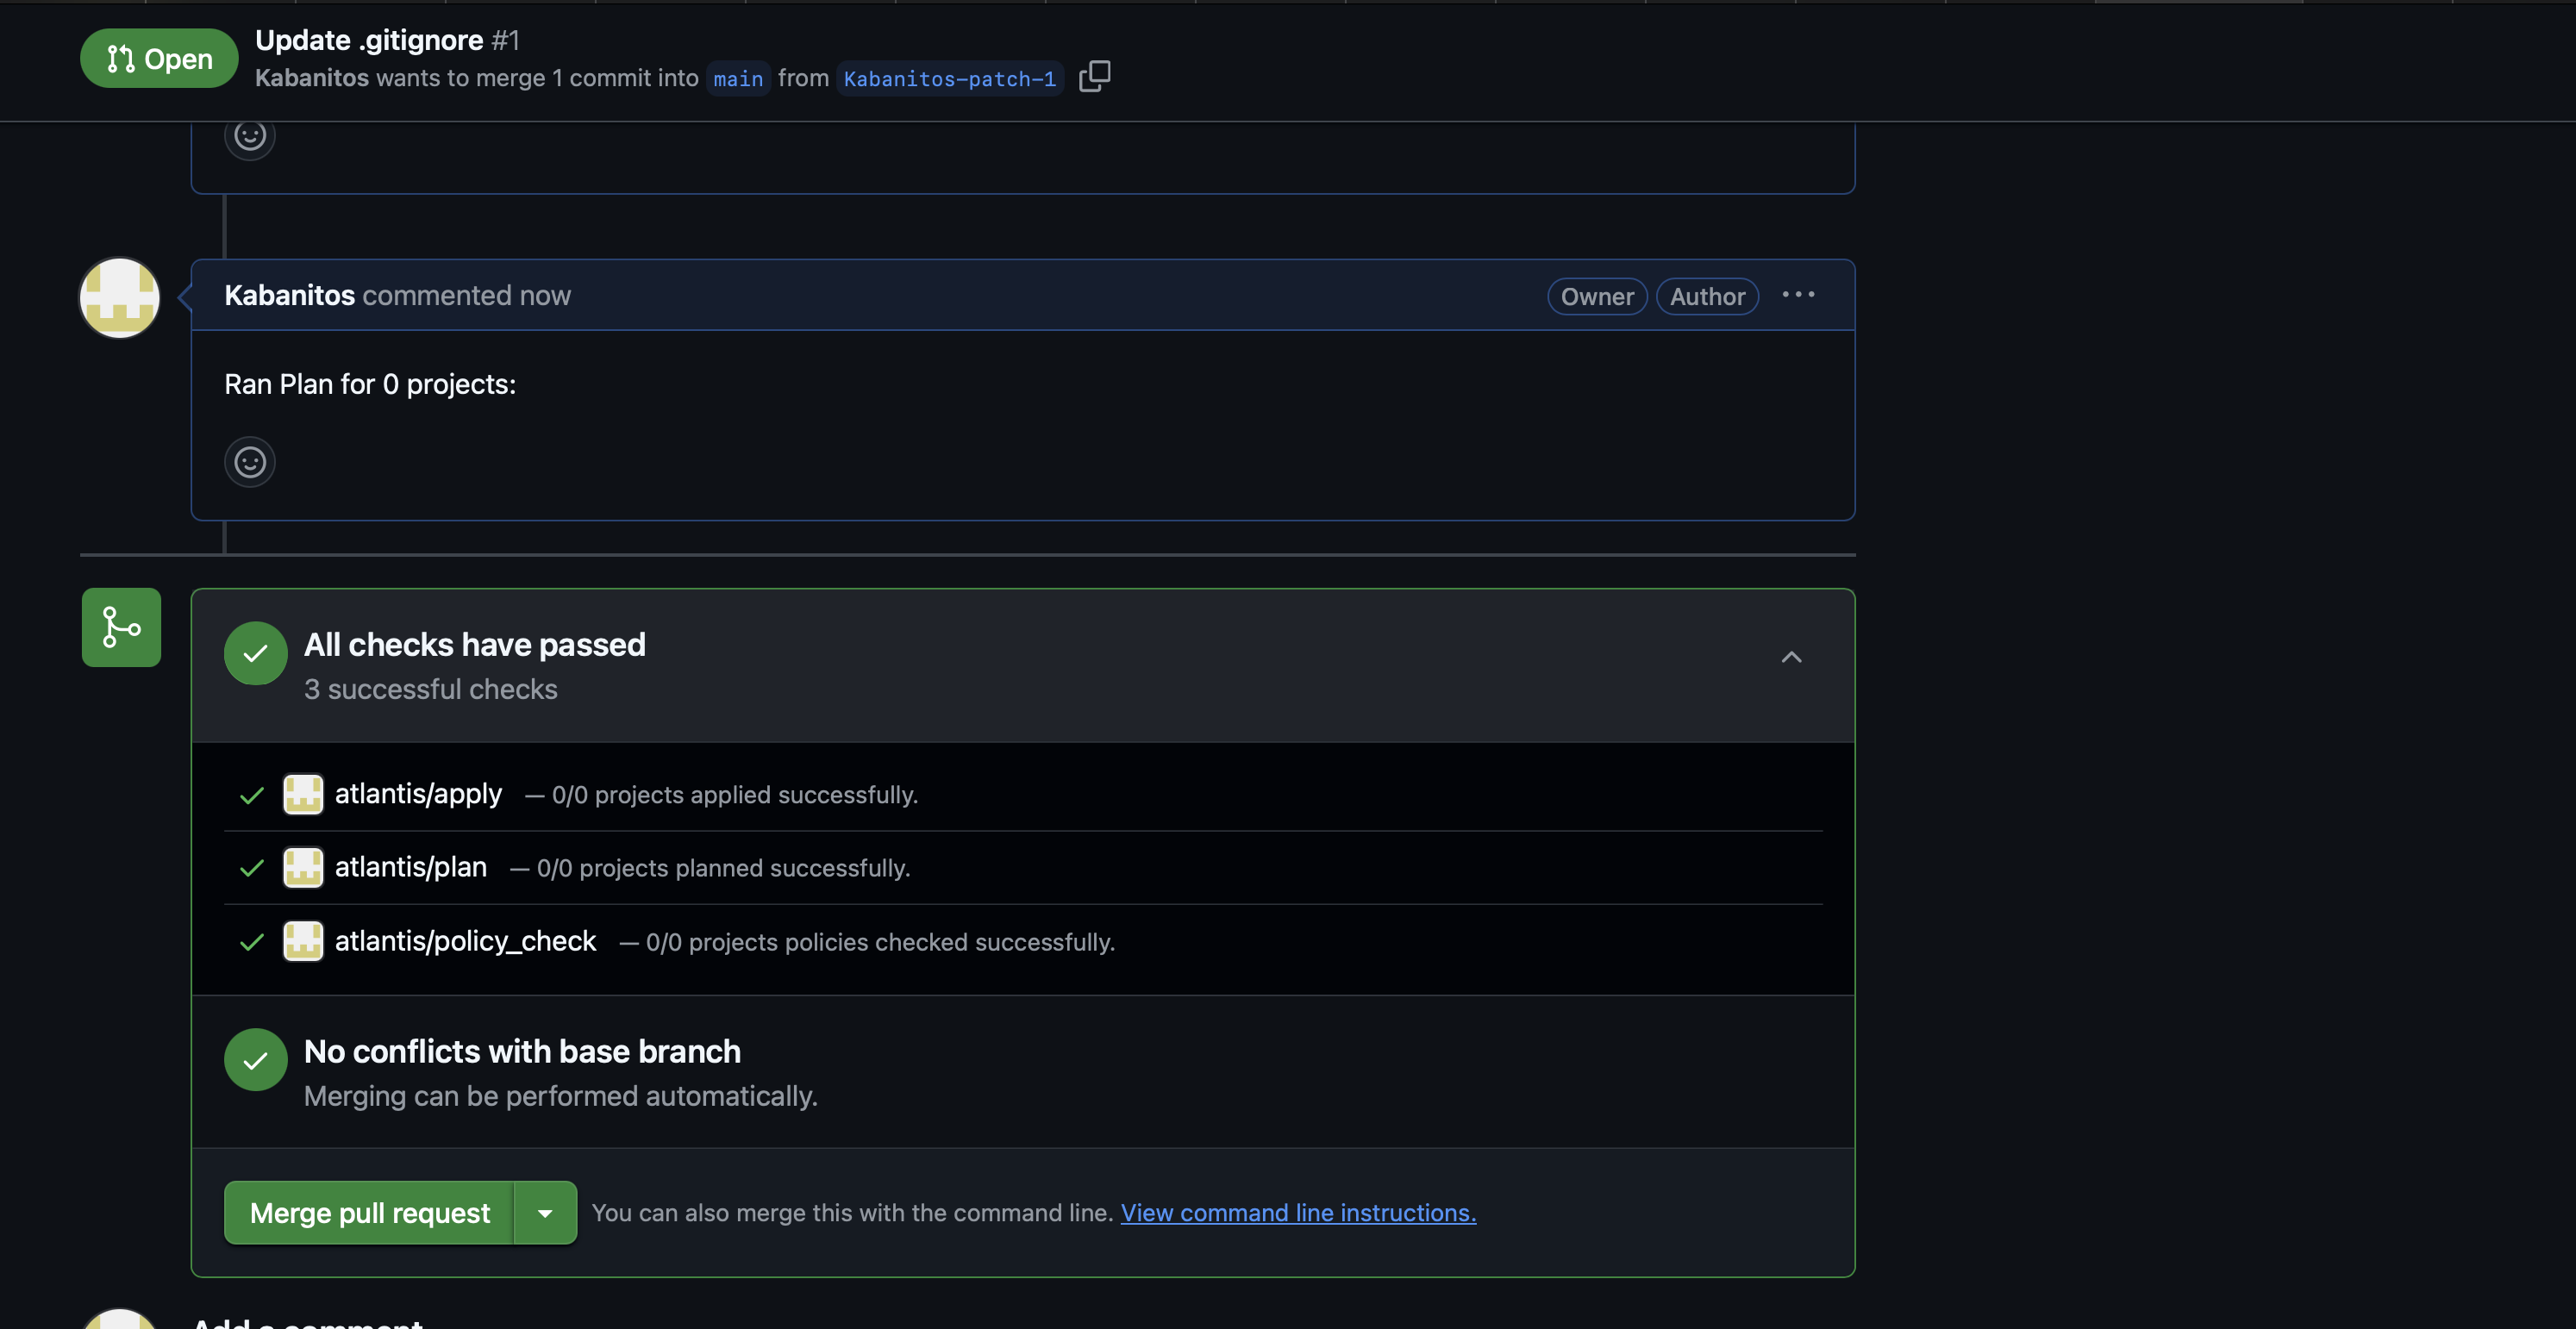 Open
Update .gitignore #1
Kabanitos wants to merge 1 commit into main from Kabanitos-patch-1
Kabanitos commented now
Owner Author
Ran Plan for 0 projects:
All checks have passed
3 successful checks
atlantis/apply — 0/0 projects applied successfully.
atlantis/plan — 0/0 projects planned successfully.
atlantis/policy_check — 0/0 projects policies checked successfully.
No conflicts with base branch
Merging can be performed automatically.
Merge pull request You can also merge this with the command line. View command line instructions.
Add a comment